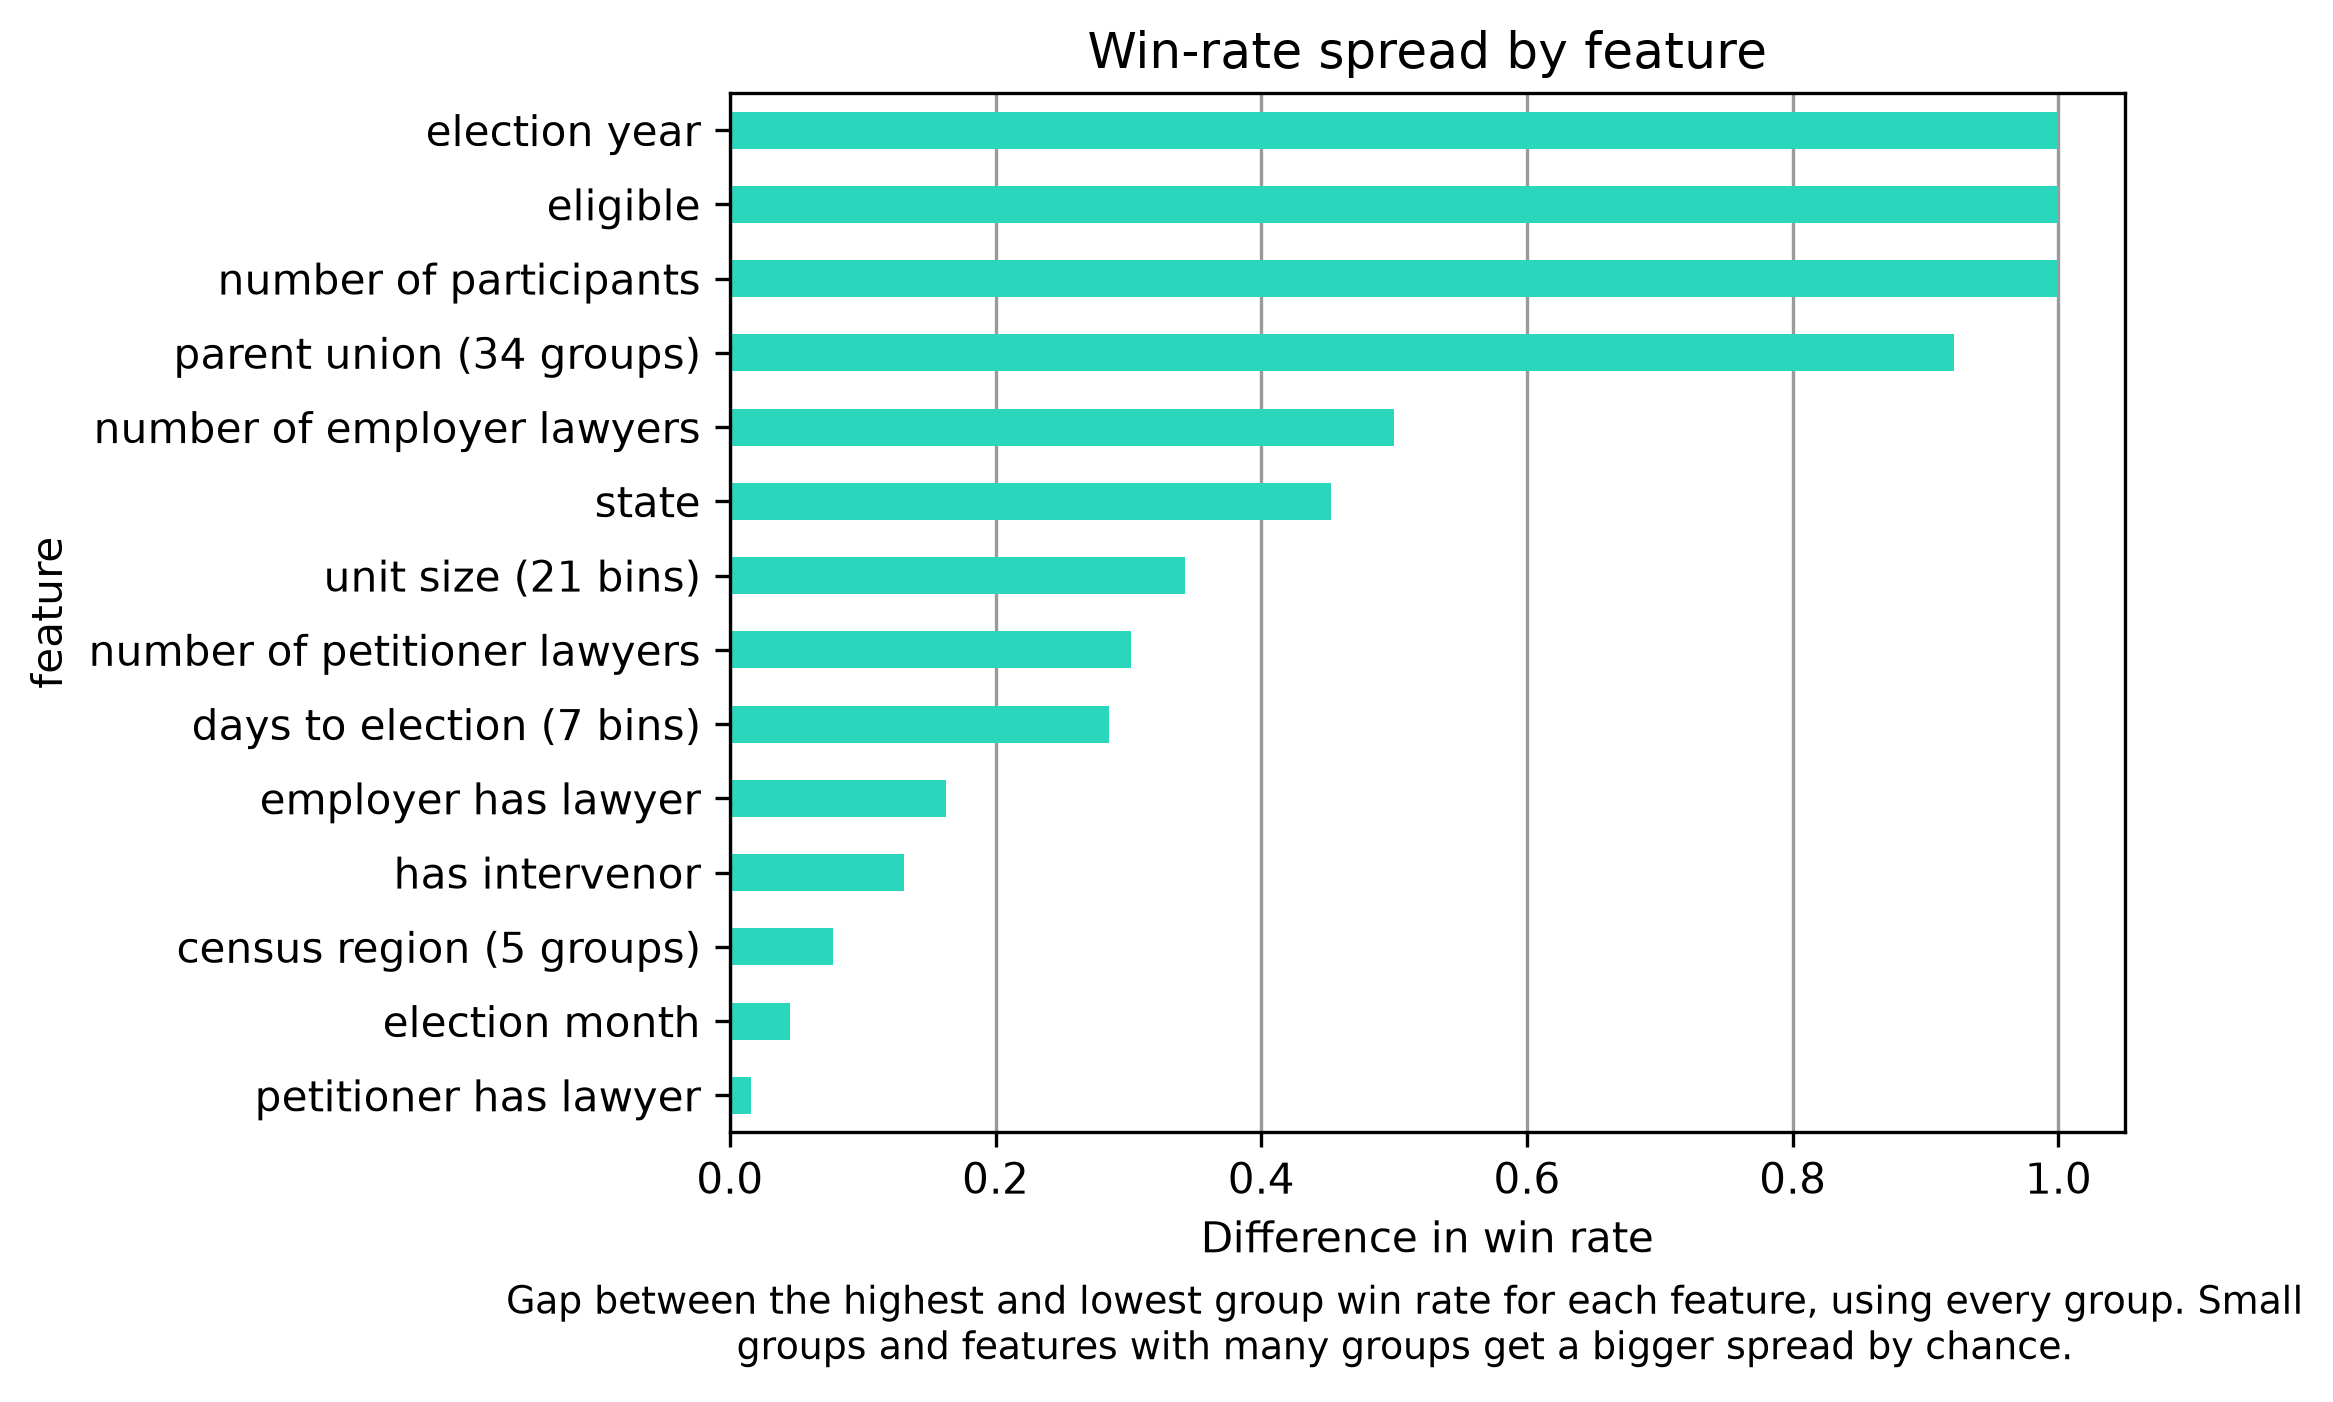 Win-rate spread by feature
election year
eligible
number of participants
parent union (34 groups)
number of employer lawyers
state
unit size (21 bins)
number of petitioner lawyers
days to election (7 bins)
employer has lawyer
has intervenor
census region (5 groups)
election month
petitioner has lawyer
feature
0.0 0.2 0.4 0.6 0.8 1.0
Difference in win rate
Gap between the highest and lowest group win rate for each feature, using every group. Small
groups and features with many groups get a bigger spread by chance.